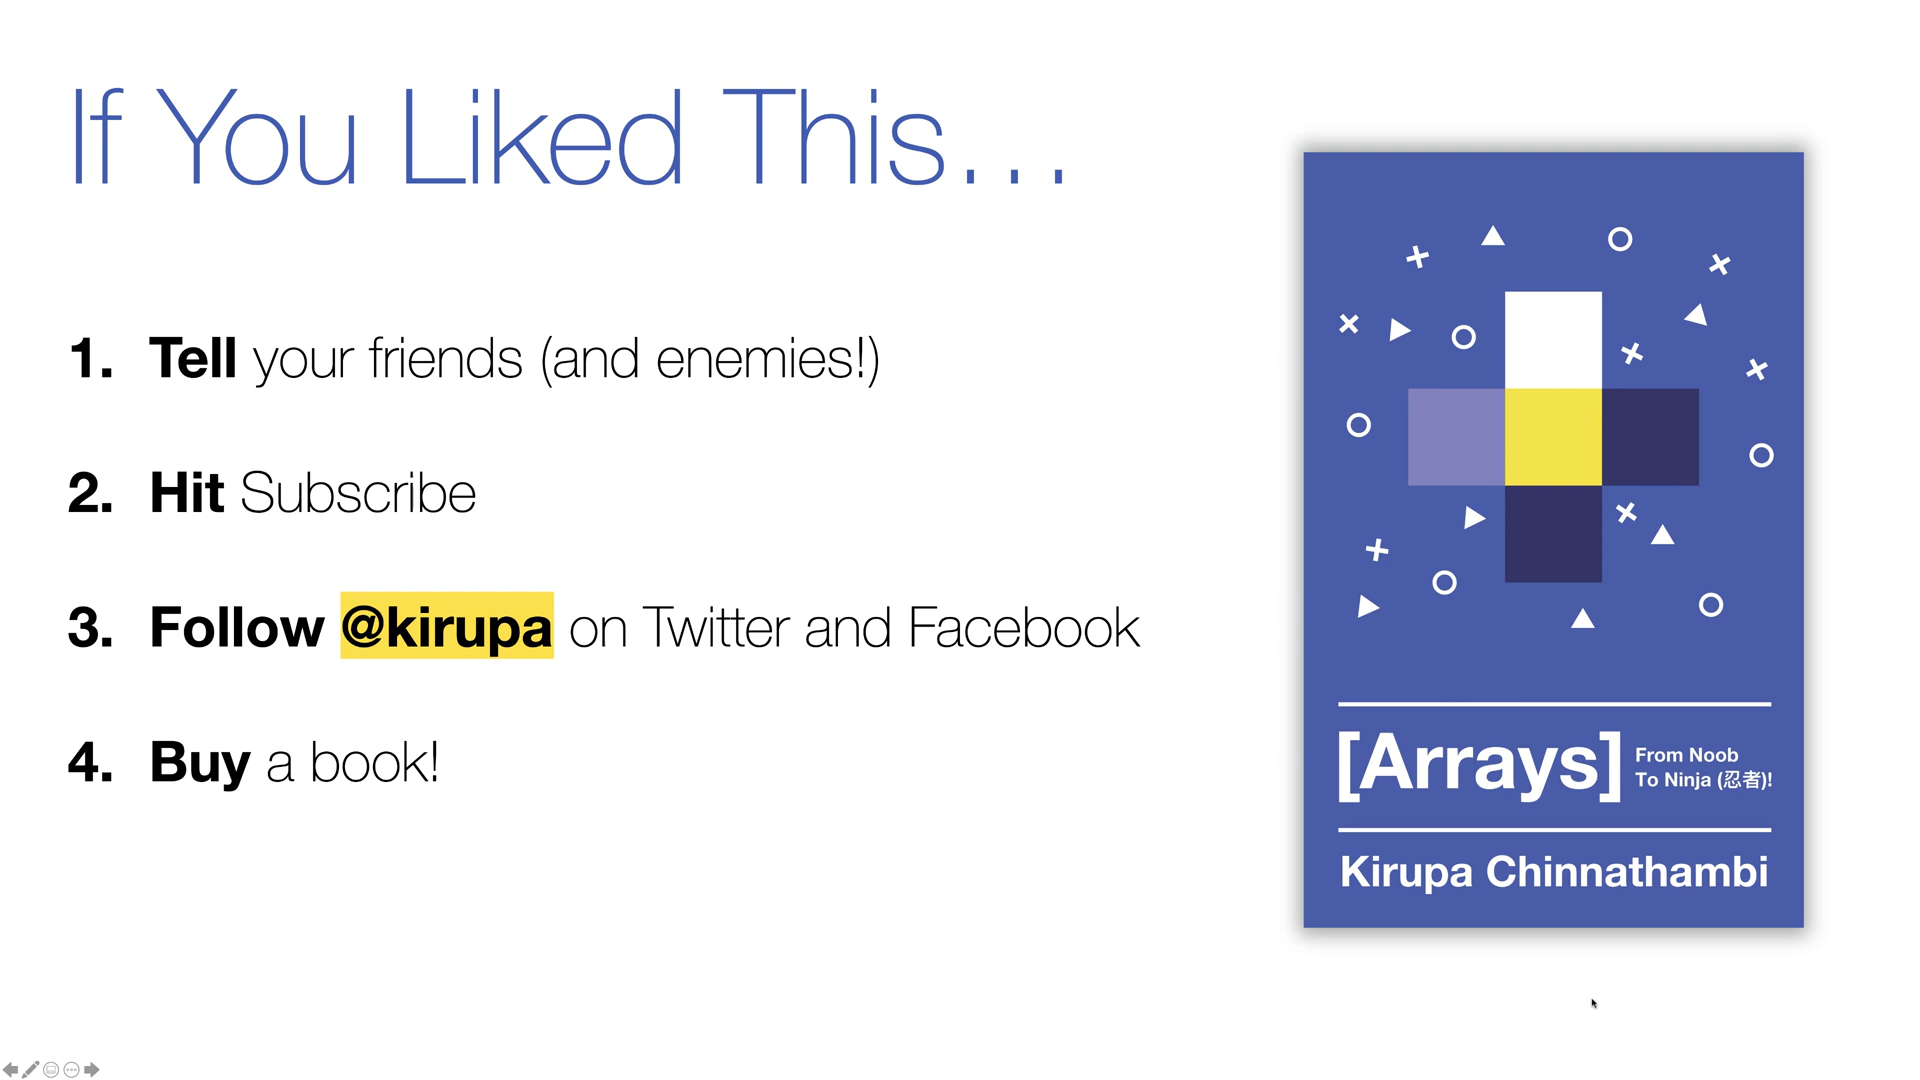 If You Liked This...
1. Tell your friends (and enemies!)
2. Hit Subscribe
3. Follow @kirupa on Twitter and Facebook
4. Buy a book!
[Arrays]
From Noob
To Ninja (忍者)!
Kirupa Chinnathambi